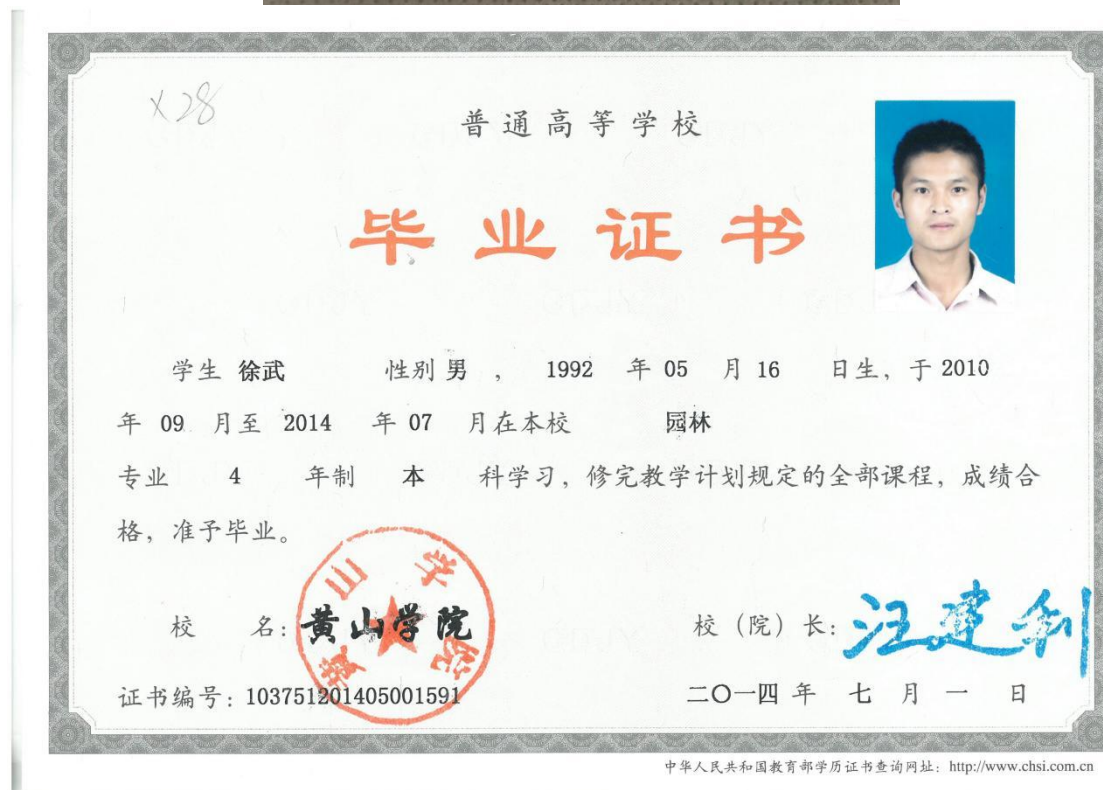 X28
普通高等学校
毕业证书
学生 徐武 性别 男 , 1992 年 05 月 16 日生, 于 2010
年 09 月至 2014 年 07 月在本校 园林
专业 4 年制 本 科学习, 修完教学计划规定的全部课程, 成绩合
格, 准予毕业。
黄山学院
校 名: 黄山学院 校 (院) 长: 汪建利
证书编号: 103751201405001591 二〇一四 年 七 月 一 日
中华人民共和国教育部学历证书查询网址: http://www.chsi.com.cn